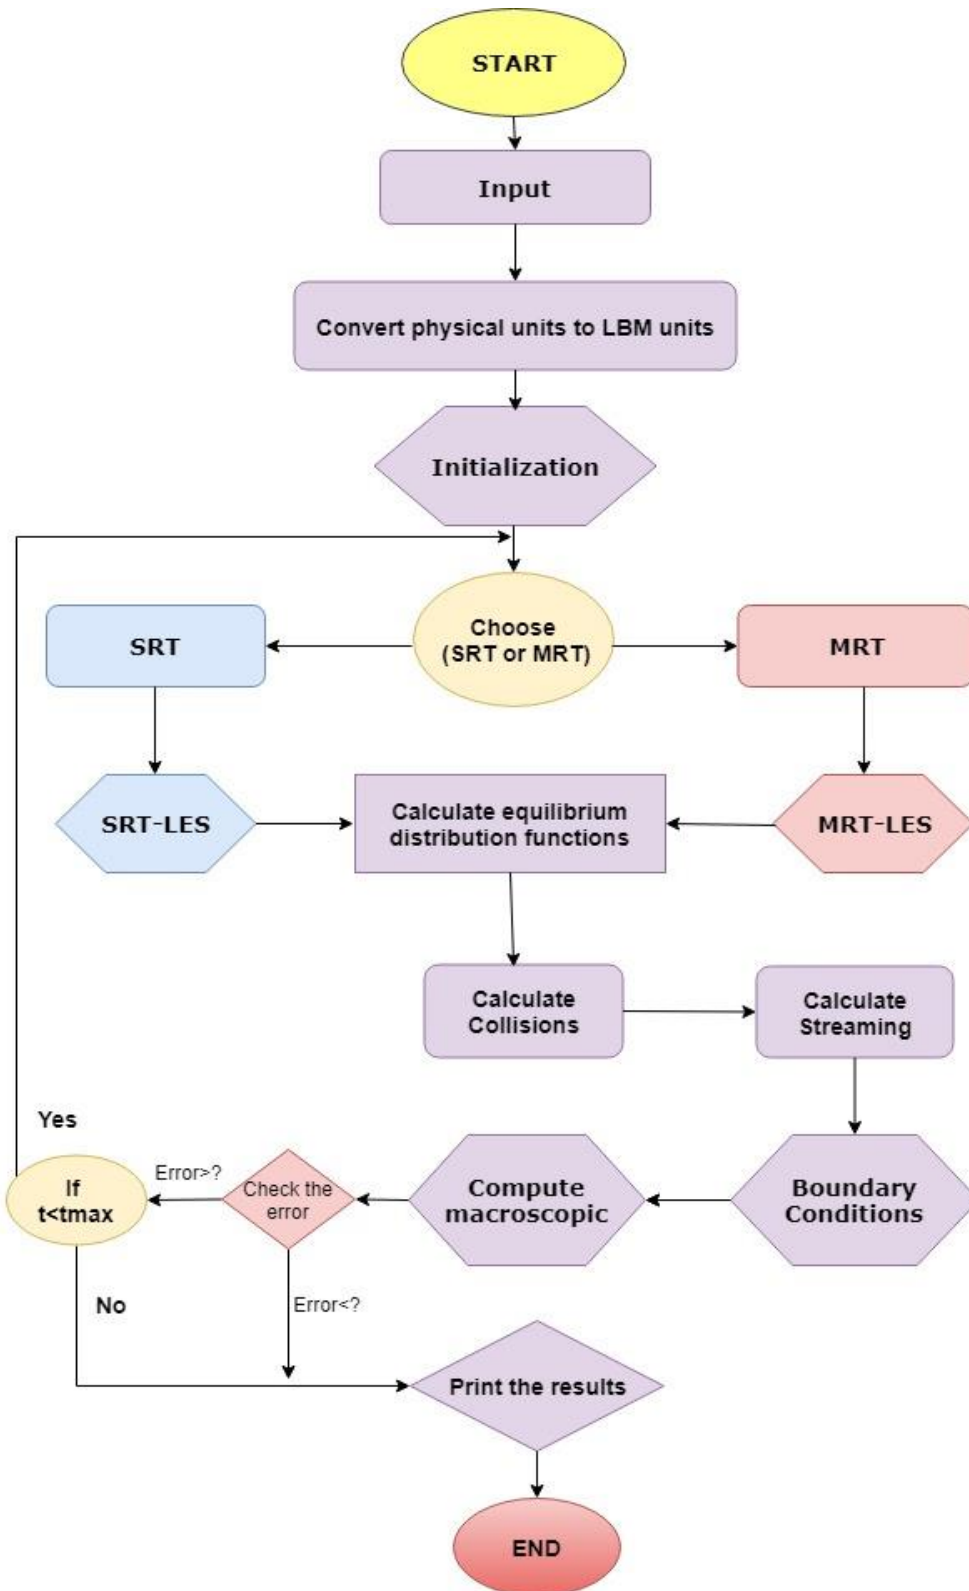 START
Input
Convert physical units to LBM units
Initialization
Choose
(SRT or MRT)
SRT
MRT
SRT-LES
Calculate equilibrium
distribution functions
MRT-LES
Calculate
Collisions
Calculate
Streaming
Yes
If
t<tmax
Error>?
Check the
error
Compute
macroscopic
Boundary
Conditions
No
Error<?
Print the results
END